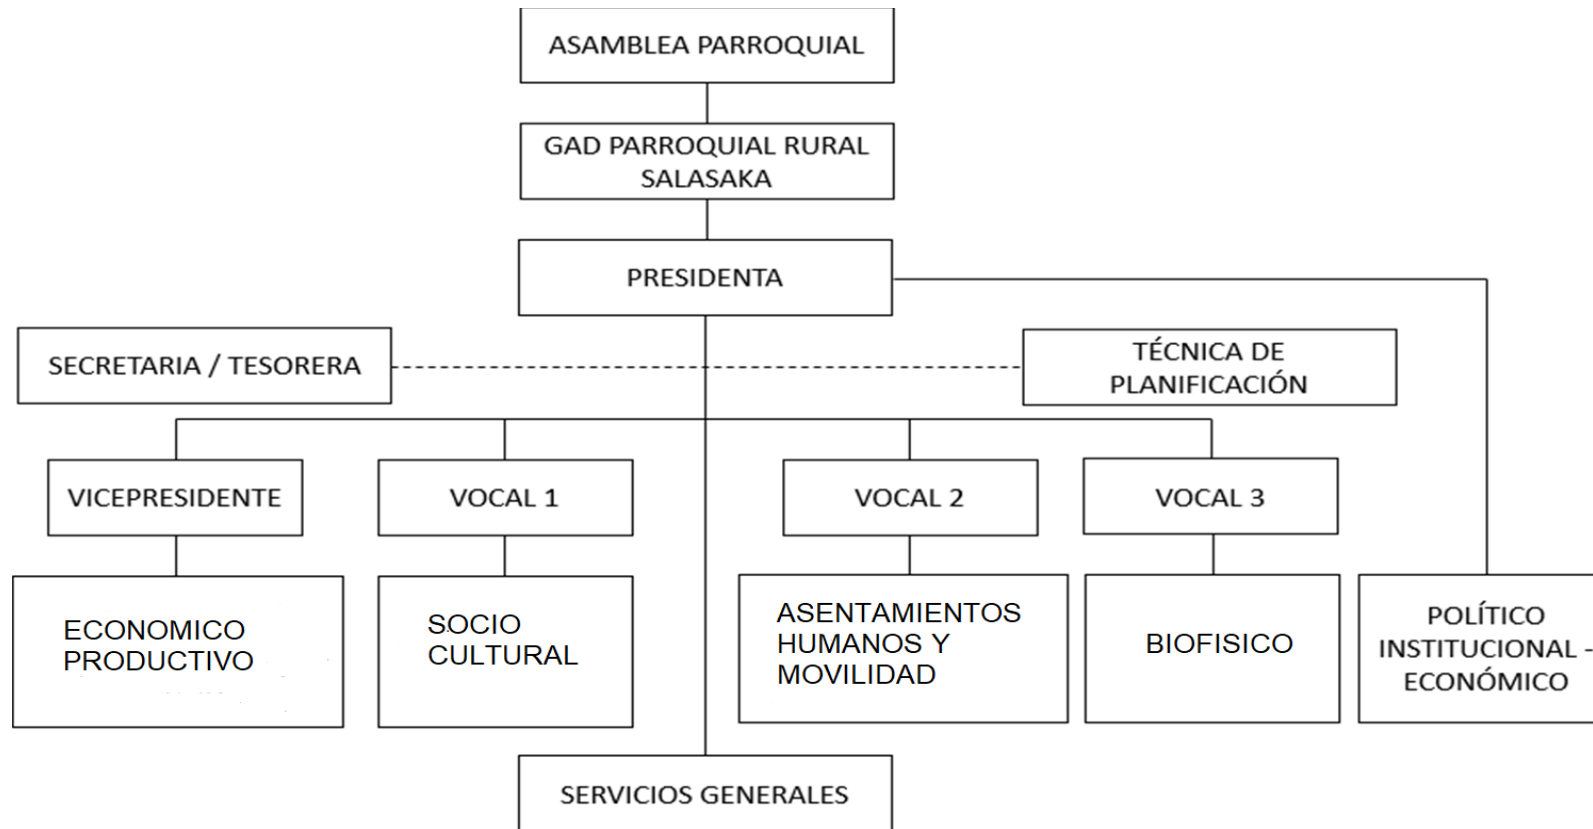 ASAMBLEA PARROQUIAL
GAD PARROQUIAL RURAL
SALASAKA
PRESIDENTA
SECRETARIA / TESORERA
TÉCNICA DE
PLANIFICACIÓN
VICEPRESIDENTE
VOCAL 1
VOCAL 2
VOCAL 3
ECONOMICO
PRODUCTIVO
SOCIO
CULTURAL
ASENTAMIENTOS
HUMANOS Y
MOVILIDAD
BIOFISICO
POLÍTICO
INSTITUCIONAL -
ECONÓMICO
SERVICIOS GENERALES